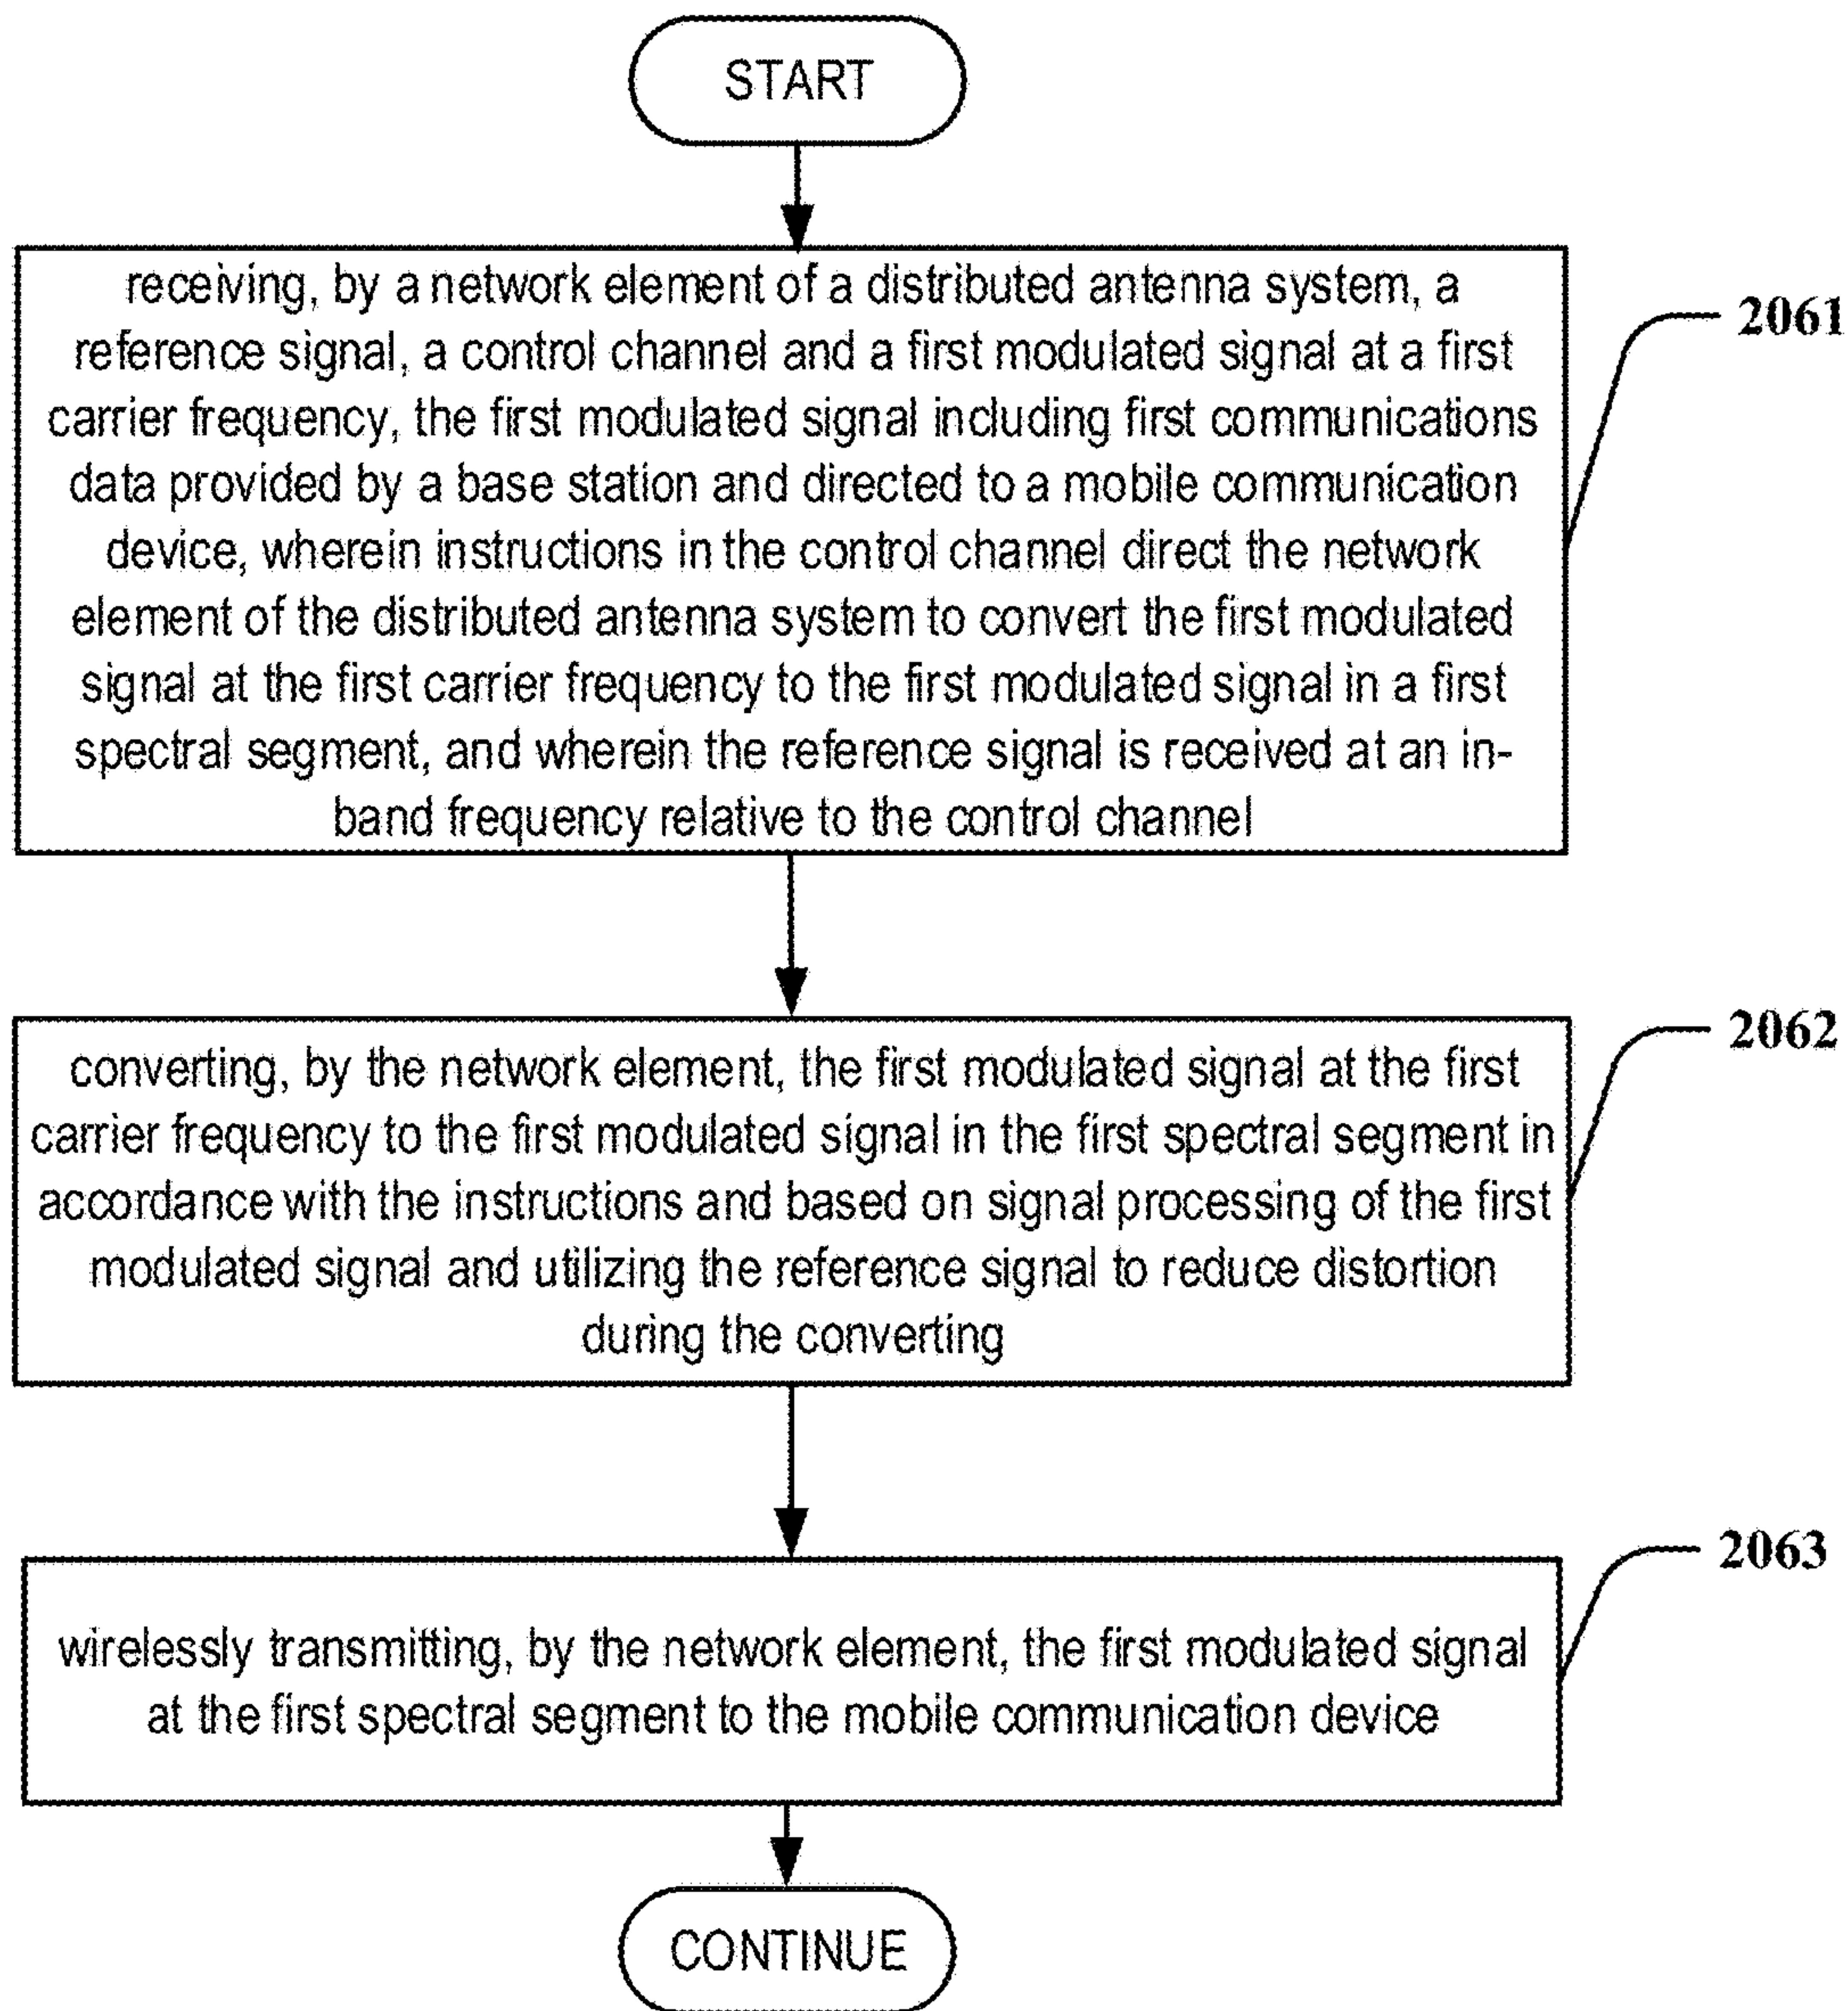 START
receiving, by a network element of a distributed antenna system, a
reference signal, a control channel and a first modulated signal at a first
carrier frequency, the first modulated signal including first communications
data provided by a base station and directed to a mobile communication
device, wherein instructions in the control channel direct the network
element of the distributed antenna system to convert the first modulated
signal at the first carrier frequency to the first modulated signal in a first
spectral segment, and wherein the reference signal is received at an in-
band frequency relative to the control channel
2061
converting, by the network element, the first modulated signal at the first
carrier frequency to the first modulated signal in the first spectral segment in
accordance with the instructions and based on signal processing of the first
modulated signal and utilizing the reference signal to reduce distortion
during the converting
2062
wirelessly transmitting, by the network element, the first modulated signal
at the first spectral segment to the mobile communication device
2063
CONTINUE